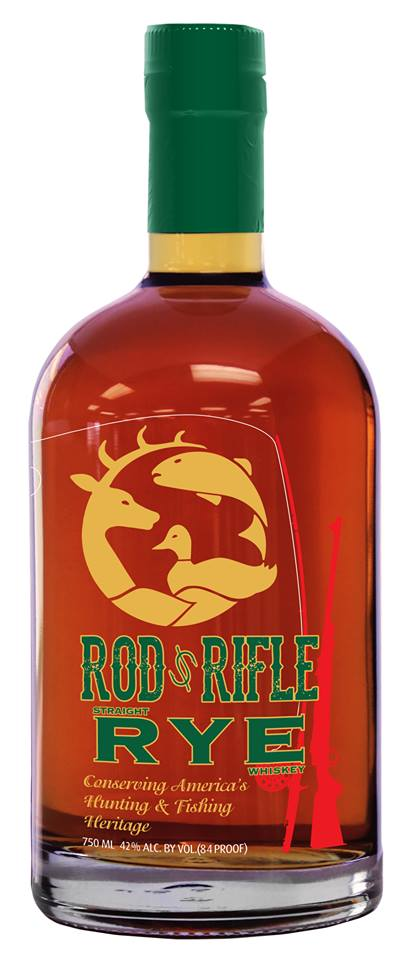 ROD & RIFLE
STRAIGHT
RYE
WHISKEY
Conserving America's
Hunting & Fishing
Heritage
750 ML 42% ALC. BY VOL.(84 PROOF)